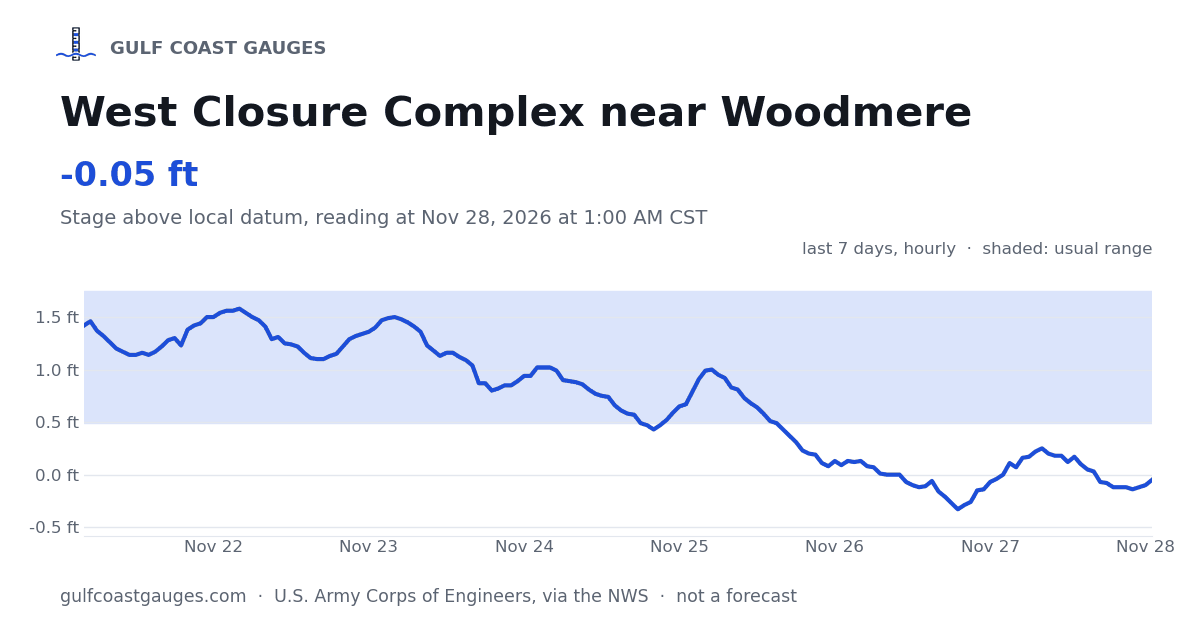 GULF COAST GAUGES
West Closure Complex near Woodmere
-0.05 ft
Stage above local datum, reading at Nov 28, 2026 at 1:00 AM CST
last 7 days, hourly · shaded: usual range
1.5 ft
1.0 ft
0.5 ft
0.0 ft
-0.5 ft
Nov 22 Nov 23 Nov 24 Nov 25 Nov 26 Nov 27 Nov 28
gulfcoastgauges.com · U.S. Army Corps of Engineers, via the NWS · not a forecast